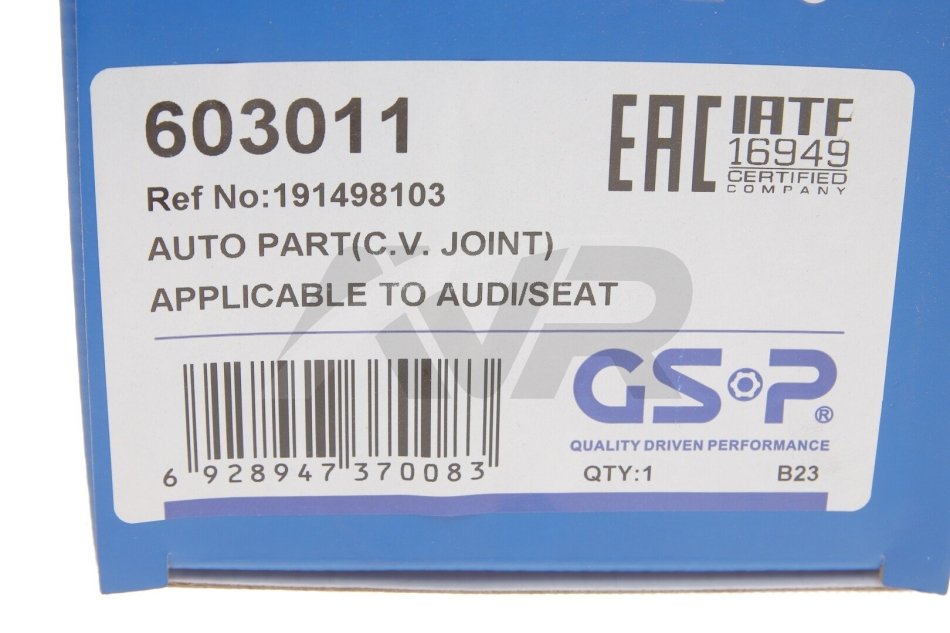 603011
Ref No:191498103
AUTO PART(C.V. JOINT)
APPLICABLE TO AUDI/SEAT
EAC
IATF
16949
CERTIFIED
COMPANY
6 928947 370083
GS P®
QUALITY DRIVEN PERFORMANCE
QTY:1 B23